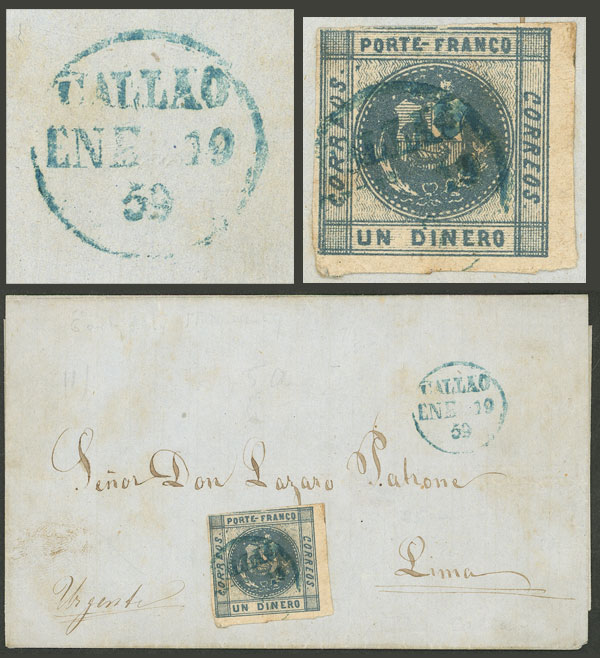 CALLAO
ENE 19
59
PORTE-FRANCO
CORREOS.
CORREOS
UN DINERO
CALLAO
ENE 19
59
Señor Don Lazaro Patrone
Lima
Urgente
PORTE-FRANCO
CORREOS.
CORREOS
UN DINERO